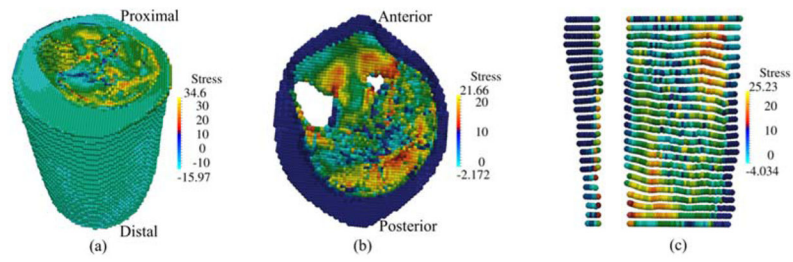 Proximal
Stress
34.6
30
20
10
0
-10
-15.97
Distal
(a)
Anterior
Stress
21.66
20
10
0
-2.172
Posterior
(b)
Stress
25.23
20
10
0
-4.034
(c)